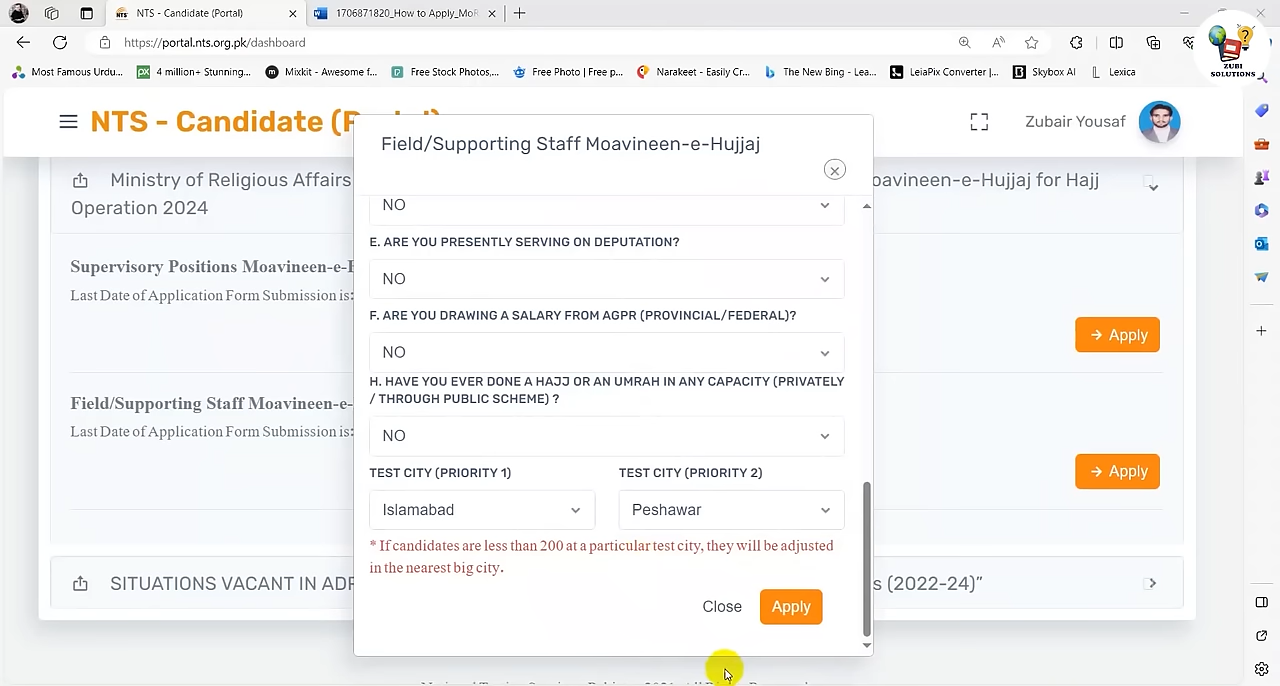 NTS - Candidate (Portal)
1706871820_How to Apply_MoR
https://portal.nts.org.pk/dashboard
Most Famous Urdu...
4 million+ Stunning...
Mixkit - Awesome f...
Free Stock Photos,...
Free Photo | Free p...
Narakeet - Easily Cr...
The New Bing - Lea...
LeiaPix Converter |...
Skybox AI
Lexica
ZUBI
SOLUTIONS
NTS - Candidate (Portal)
Zubair Yousaf
Field/Supporting Staff Moavineen-e-Hujjaj
Ministry of Religious Affairs
oavineen-e-Hujjaj for Hajj
Operation 2024
NO
E. ARE YOU PRESENTLY SERVING ON DEPUTATION?
Supervisory Positions Moavineen-e-H
NO
Last Date of Application Form Submission is:
F. ARE YOU DRAWING A SALARY FROM AGPR (PROVINCIAL/FEDERAL)?
Apply
NO
H. HAVE YOU EVER DONE A HAJJ OR AN UMRAH IN ANY CAPACITY (PRIVATELY
/ THROUGH PUBLIC SCHEME) ?
Field/Supporting Staff Moavineen-e-
Last Date of Application Form Submission is:
NO
Apply
TEST CITY (PRIORITY 1)
TEST CITY (PRIORITY 2)
Islamabad
Peshawar
* If candidates are less than 200 at a particular test city, they will be adjusted
in the nearest big city.
SITUATIONS VACANT IN ADP
s (2022-24)”
Close
Apply